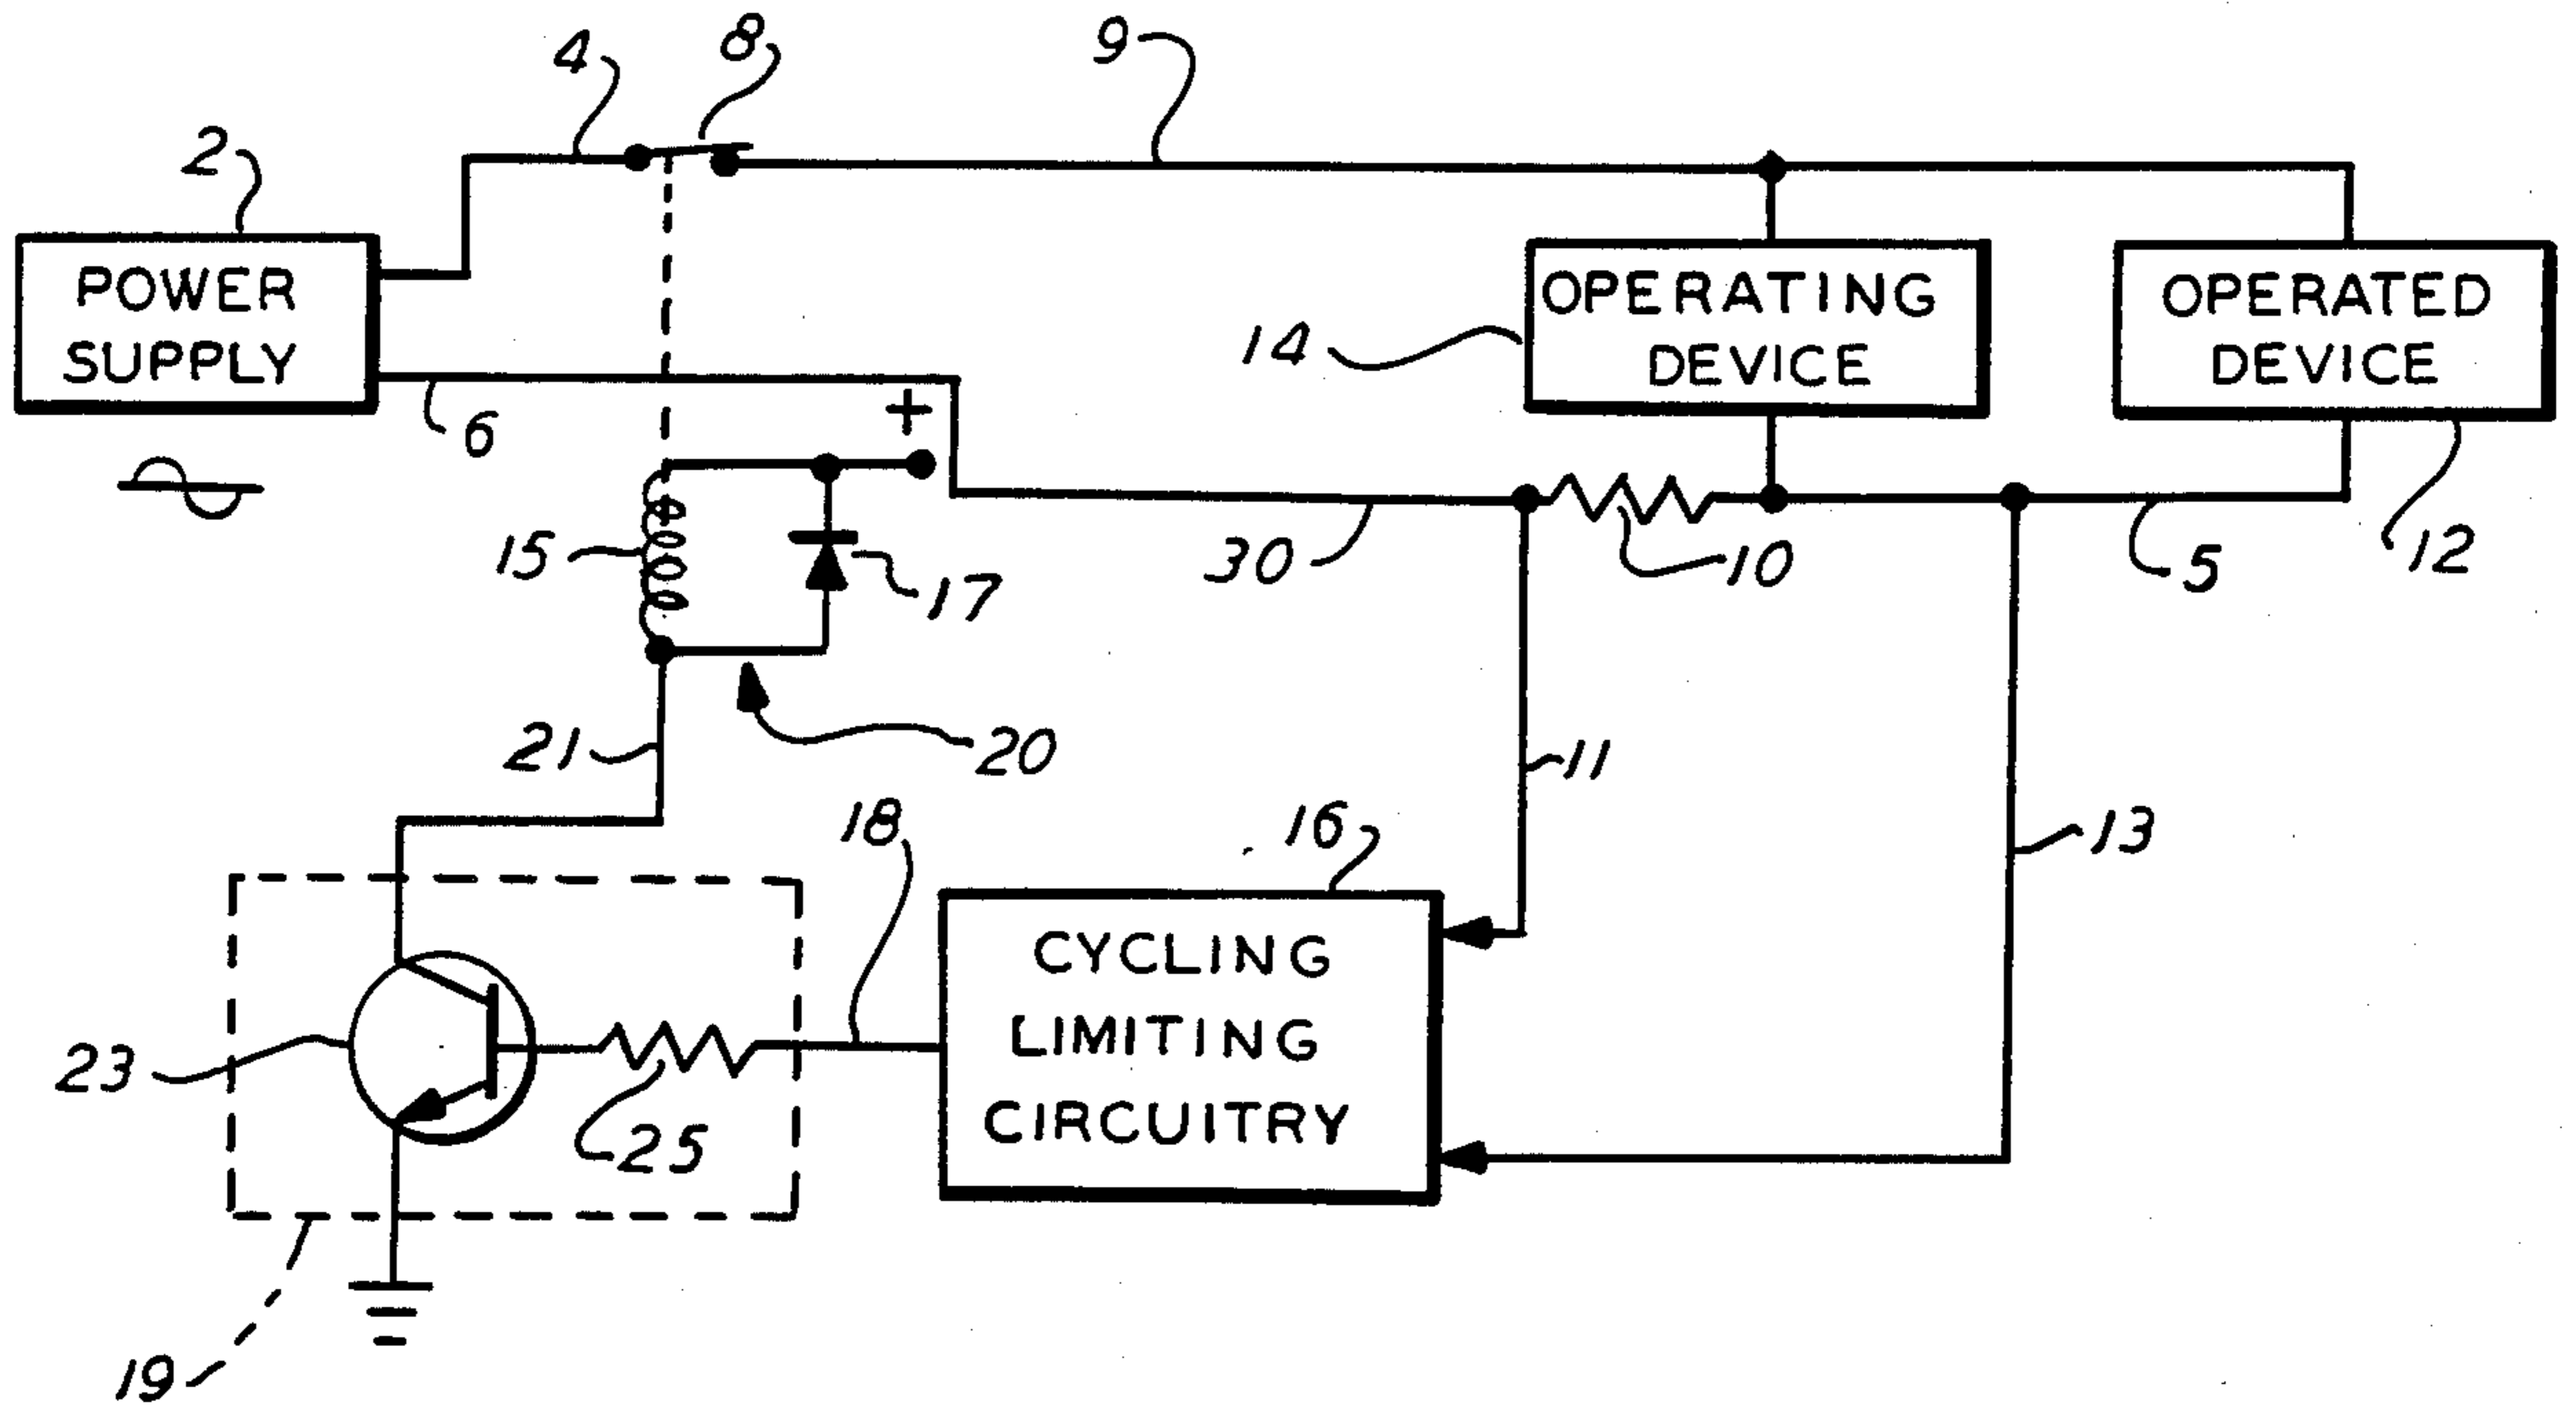 4
8
9
2
POWER
SUPPLY
OPERATING
DEVICE
OPERATED
DEVICE
14
6
+
15
17
30
10
5
12
21
20
11
18
16
13
CYCLING
LIMITING
CIRCUITRY
23
25
19